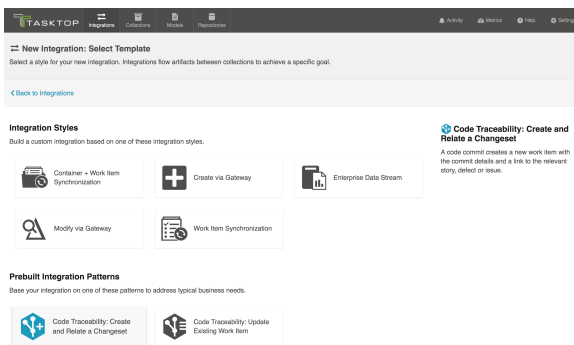 TASKTOP
Integrations
Collections
Models
Repositories
Activity
Metrics
Help
Settings
New Integration: Select Template
Select a style for your new integration. Integrations flow artifacts between collections to achieve a specific goal.
Back to Integrations
Integration Styles
Build a custom integration based on one of these integration styles.
Container + Work Item
Synchronization
Create via Gateway
Enterprise Data Stream
Modify via Gateway
Work Item Synchronization
Prebuilt Integration Patterns
Base your integration on one of these patterns to address typical business needs.
Code Traceability: Create
and Relate a Changeset
Code Traceability: Update
Existing Work Item
Code Traceability: Create and
Relate a Changeset
A code commit creates a new work item with
the commit details and a link to the relevant
story, defect or issue.